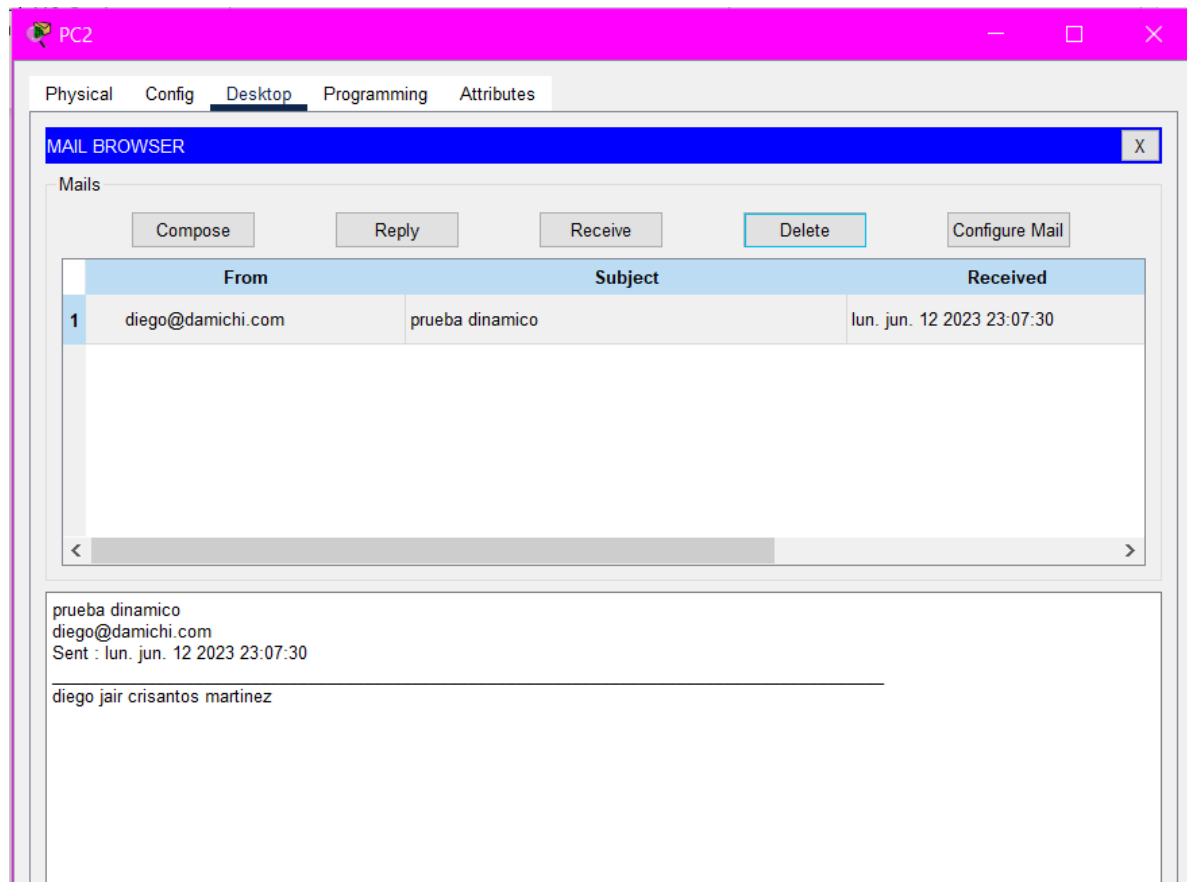 PC2
Physical Config Desktop Programming Attributes
MAIL BROWSER X
Mails
Compose Reply Receive Delete Configure Mail
From Subject Received
1 diego@damichi.com prueba dinamico lun. jun. 12 2023 23:07:30
prueba dinamico
diego@damichi.com
Sent : lun. jun. 12 2023 23:07:30
diego jair crisantos martinez